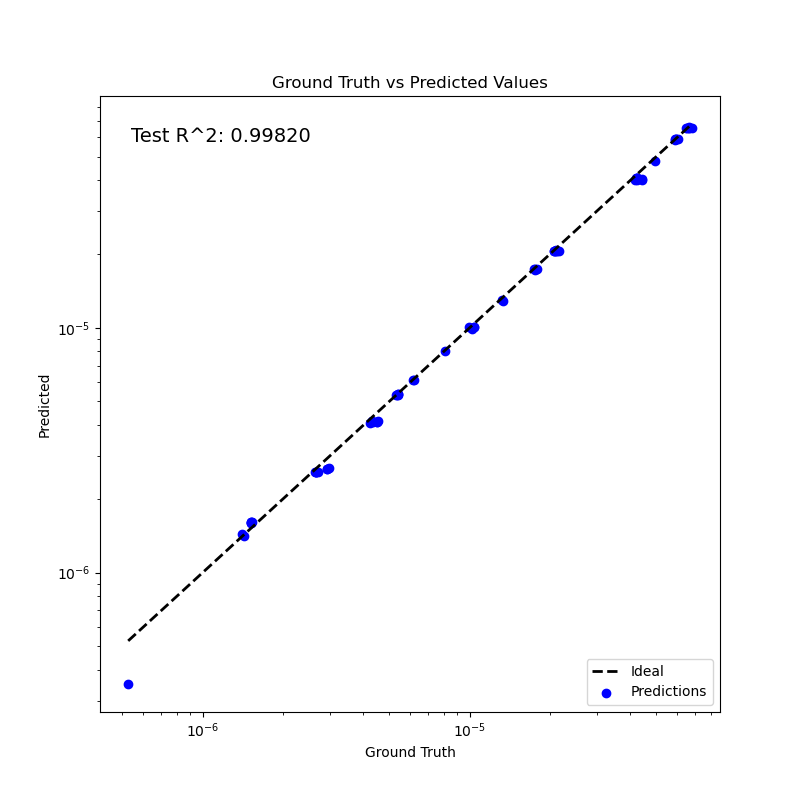 Ground Truth vs Predicted Values
Test R^2: 0.99820
Predicted
10⁻⁵
10⁻⁶
10⁻⁶
10⁻⁵
Ground Truth
Ideal
Predictions